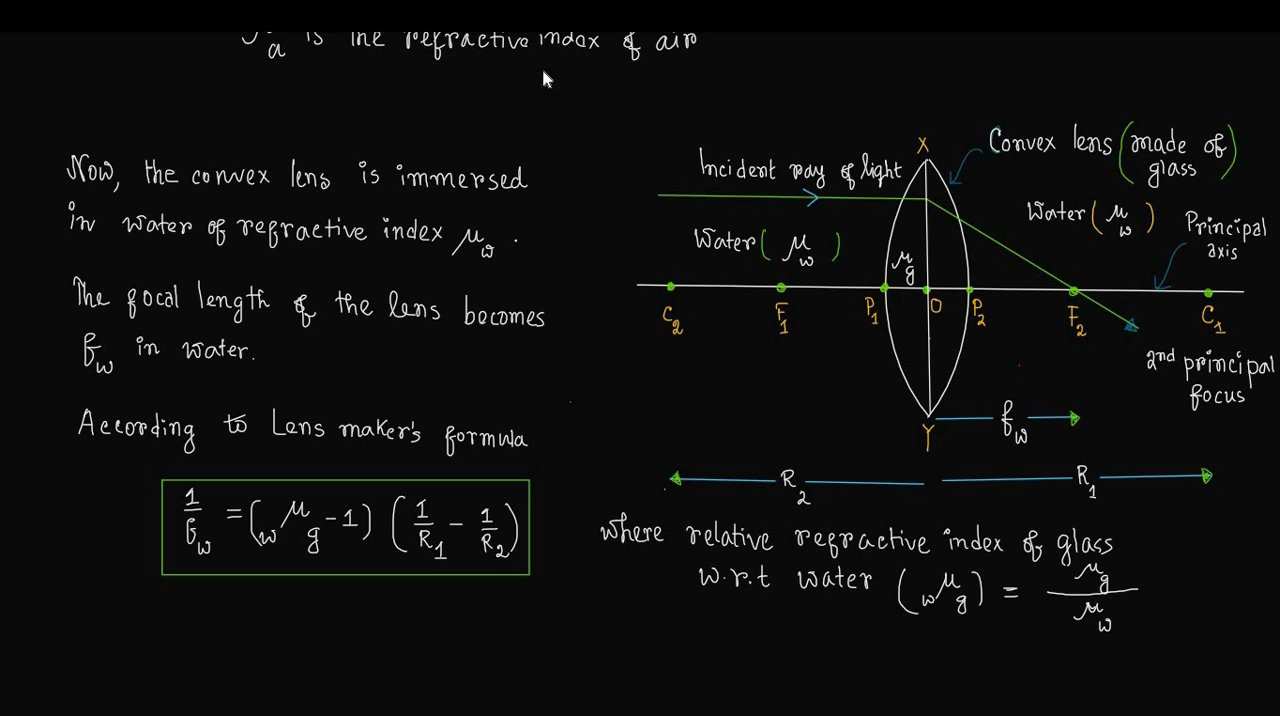 μa is the refractive index of air
Now, the convex lens is immersed
in water of refractive index μw.
The focal length of the lens becomes
fw in water.
According to Lens maker's formula
1/fw = (wμg - 1) (1/R1 - 1/R2)
X
Convex lens (made of
glass)
Incident ray of light
Water (μw)
Water (μw)
Principal
axis
μg
C2 F1 P1 O P2 F2 C1
2nd principal
focus
Y
fw
R2 R1
where relative refractive index of glass
w.r.t water (wμg) = μg/μw